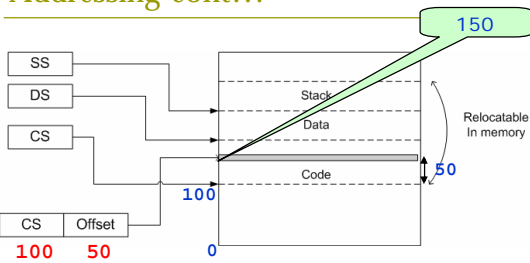 Addressing cont…
150
SS
Stack
DS
Data
Relocatable
In memory
CS
50
Code
100
CS Offset
100 50
0